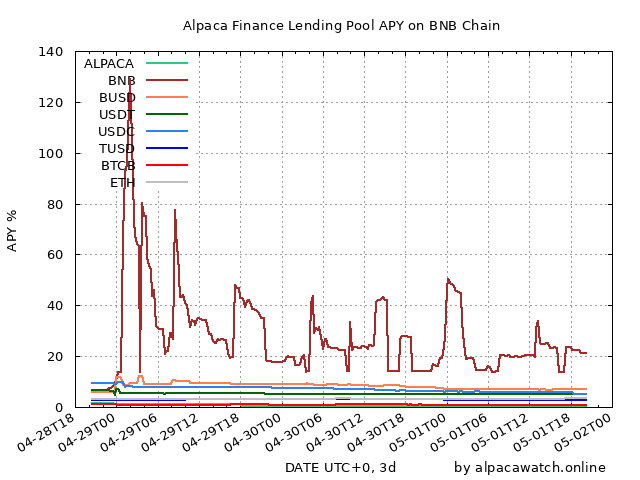 Alpaca Finance Lending Pool APY on BNB Chain
APY %
140
120
100
80
60
40
20
0
ALPACA
BNB
BUSD
USDT
USDC
TUSD
BTCB
ETH
04-28T18
04-29T00
04-29T06
04-29T12
04-29T18
04-30T00
04-30T06
04-30T12
04-30T18
05-01T00
05-01T06
05-01T12
05-01T18
05-02T00
DATE UTC+0, 3d
by alpacawatch.online